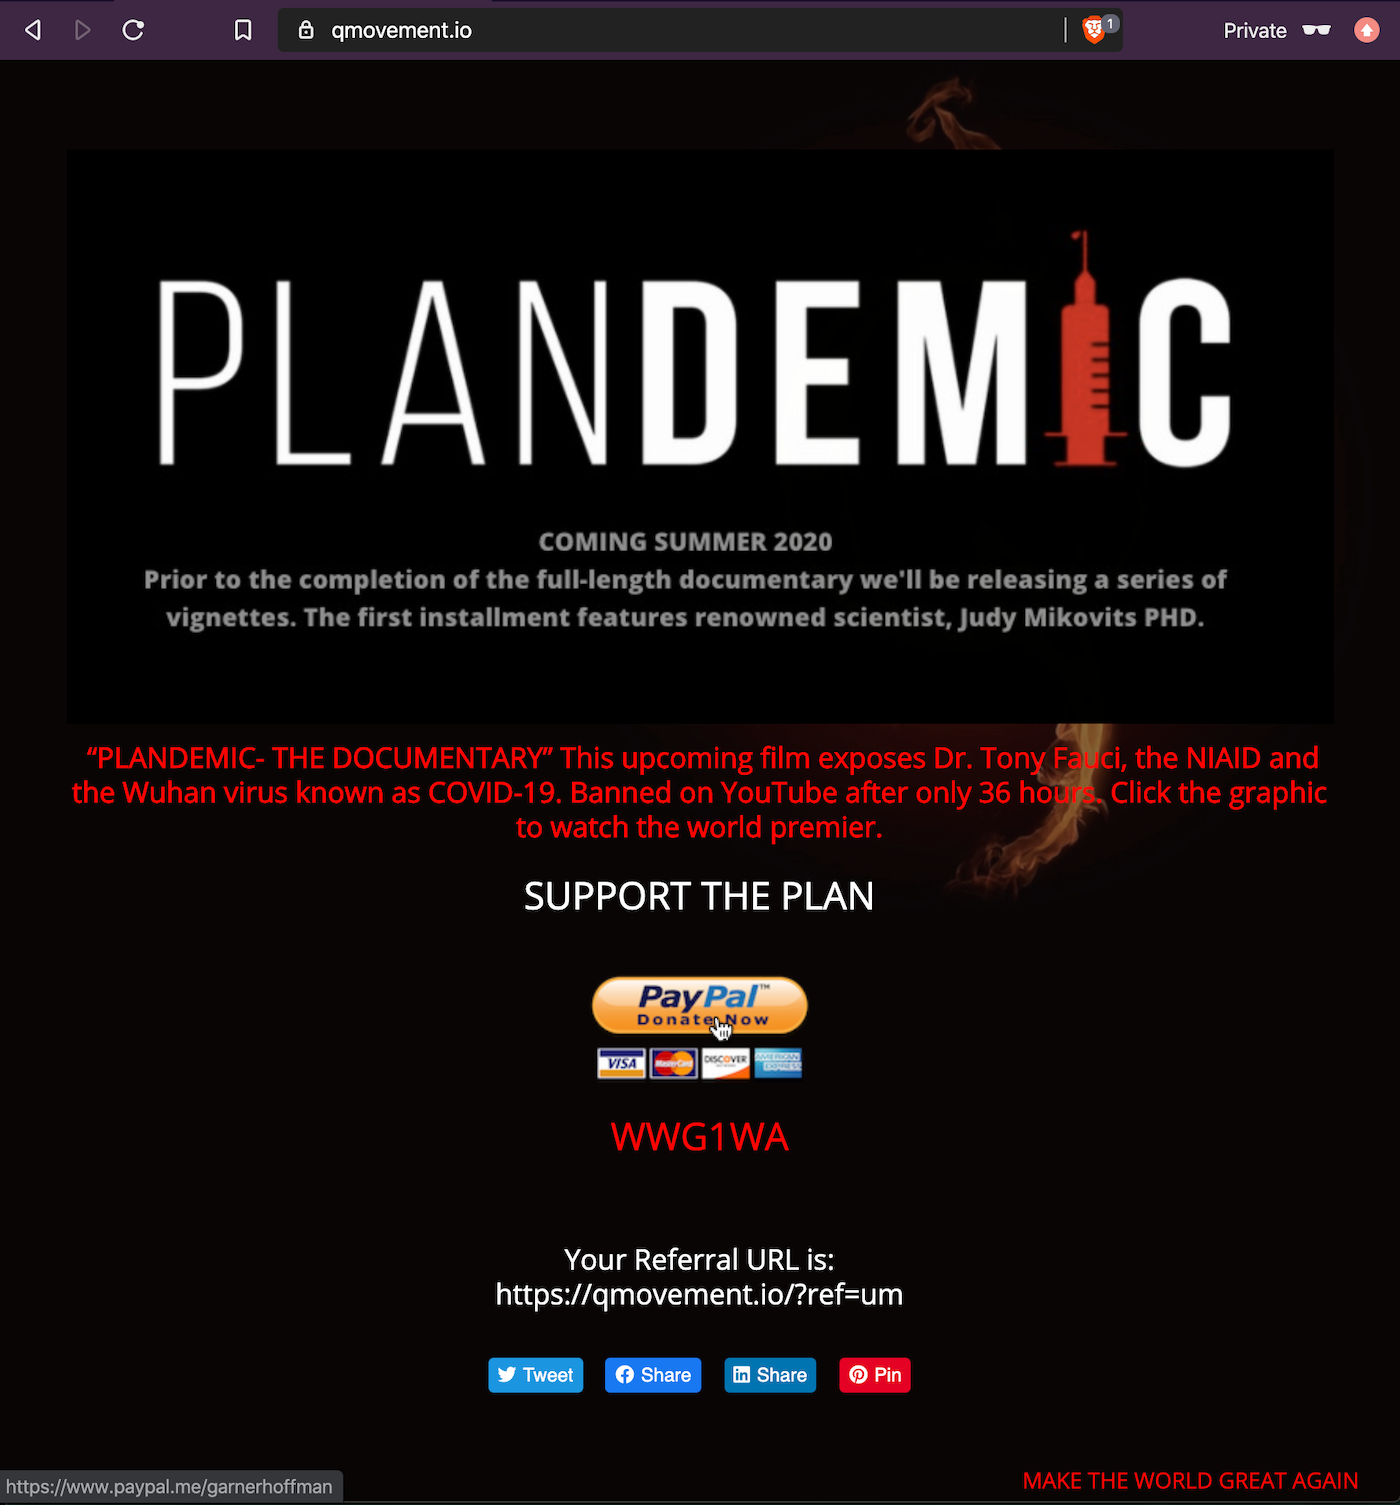 qmovement.io
1
Private
PLANDEMIC
COMING SUMMER 2020
Prior to the completion of the full-length documentary we'll be releasing a series of
vignettes. The first installment features renowned scientist, Judy Mikovits PHD.
“PLANDEMIC- THE DOCUMENTARY” This upcoming film exposes Dr. Tony Fauci, the NIAID and
the Wuhan virus known as COVID-19. Banned on YouTube after only 36 hours. Click the graphic
to watch the world premier.
SUPPORT THE PLAN
PayPal™
Donate Now
VISA MasterCard DISCOVER AMERICAN EXPRESS
WWG1WA
Your Referral URL is:
https://qmovement.io/?ref=um
Tweet Share Share Pin
MAKE THE WORLD GREAT AGAIN
https://www.paypal.me/garnerhoffman